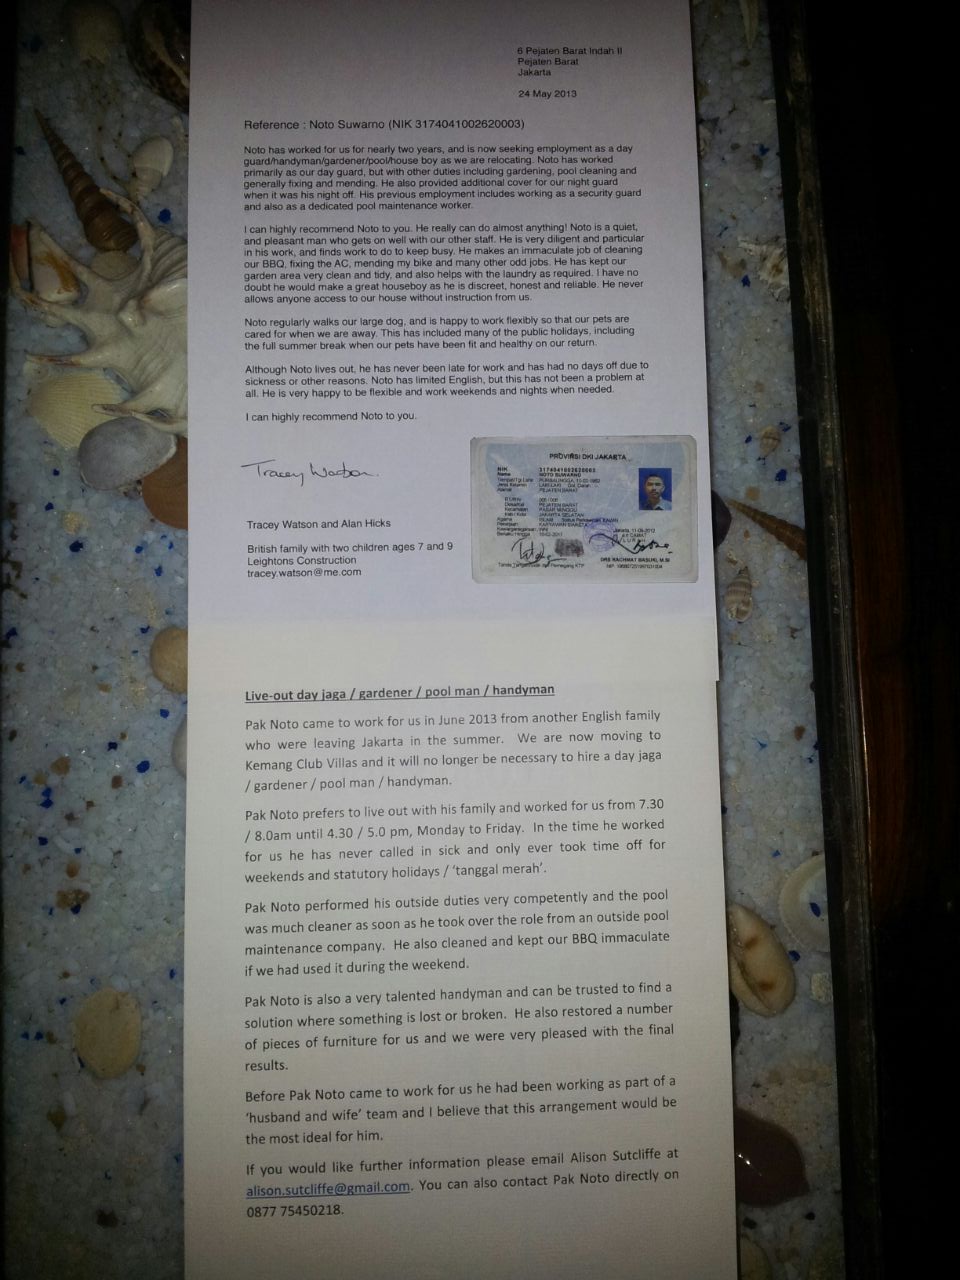 6 Pejaten Barat Indah II
Pejaten Barat
Jakarta
24 May 2013
Reference : Noto Suwarno (NIK 3174041002620003)
Noto has worked for us for nearly two years, and is now seeking employment as a day
guard/handyman/gardener/pool/house boy as we are relocating. Noto has worked
primarily as our day guard, but with other duties including gardening, pool cleaning and
generally fixing and mending. He also provided additional cover for our night guard
when it was his night off. His previous employment includes working as a security guard
and also as a dedicated pool maintenance worker.
I can highly recommend Noto to you. He really can do almost anything! Noto is a quiet,
and pleasant man who gets on well with our other staff. He is very diligent and particular
in his work, and finds work to do to keep busy. He makes an immaculate job of cleaning
our BBQ, fixing the AC, mending my bike and many other odd jobs. He has kept our
garden area very clean and tidy, and also helps with the laundry as required. I have no
doubt he would make a great houseboy as he is discreet, honest and reliable. He never
allows anyone access to our house without instruction from us.
Noto regularly walks our large dog, and is happy to work flexibly so that our pets are
cared for when we are away. This has included many of the public holidays, including
the full summer break when our pets have been fit and healthy on our return.
Although Noto lives out, he has never been late for work and has had no days off due to
sickness or other reasons. Noto has limited English, but this has not been a problem at
all. He is very happy to be flexible and work weekends and nights when needed.
I can highly recommend Noto to you.
Tracey Watson
Tracey Watson and Alan Hicks
British family with two children ages 7 and 9
Leightons Construction
tracey.watson@me.com
PROVINSI DKI JAKARTA
NIK 3174041002620003
Nama NOTO SUWARNO
PEJATEN BARAT
PEJATEN BARAT
PASAR MINGGU
JAKARTA SELATAN
Agama ISLAM
DRS RACHMAT BASUKI, M.SI
Live-out day jaga / gardener / pool man / handyman
Pak Noto came to work for us in June 2013 from another English family
who were leaving Jakarta in the summer. We are now moving to
Kemang Club Villas and it will no longer be necessary to hire a day jaga
/ gardener / pool man / handyman.
Pak Noto prefers to live out with his family and worked for us from 7.30
/ 8.0am until 4.30 / 5.0 pm, Monday to Friday. In the time he worked
for us he has never called in sick and only ever took time off for
weekends and statutory holidays / ‘tanggal merah’.
Pak Noto performed his outside duties very competently and the pool
was much cleaner as soon as he took over the role from an outside pool
maintenance company. He also cleaned and kept our BBQ immaculate
if we had used it during the weekend.
Pak Noto is also a very talented handyman and can be trusted to find a
solution where something is lost or broken. He also restored a number
of pieces of furniture for us and we were very pleased with the final
results.
Before Pak Noto came to work for us he had been working as part of a
‘husband and wife’ team and I believe that this arrangement would be
the most ideal for him.
If you would like further information please email Alison Sutcliffe at
alison.sutcliffe@gmail.com. You can also contact Pak Noto directly on
0877 75450218.